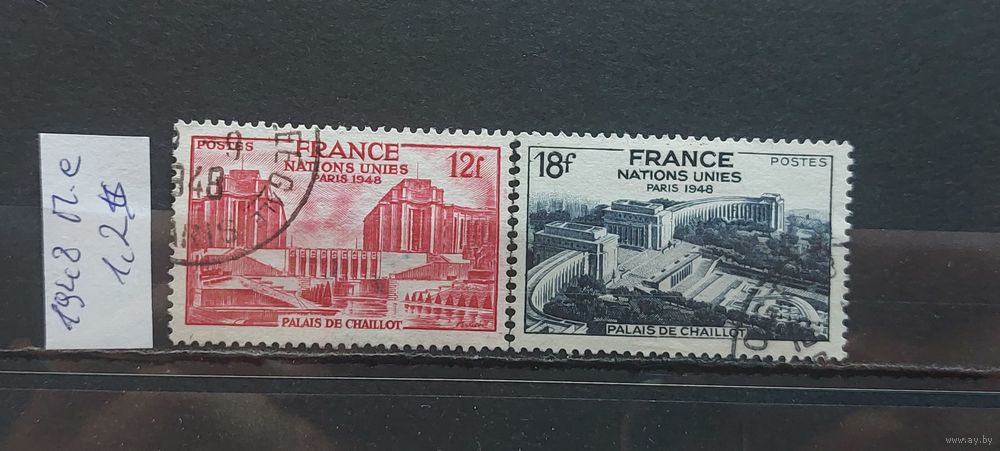 1948 п.с
1,2 $
POSTES FRANCE 12f
NATIONS UNIES
PARIS 1948
PALAIS DE CHAILLOT
18f FRANCE POSTES
NATIONS UNIES
PARIS 1948
PALAIS DE CHAILLOT
www.ay.by